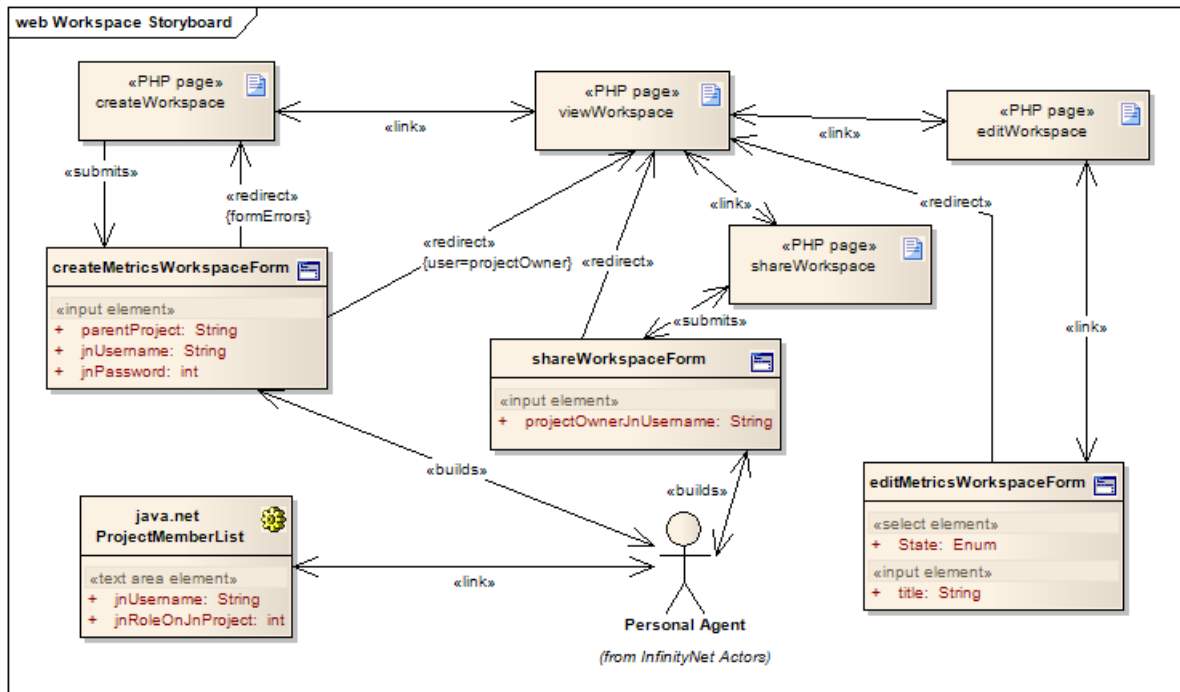 web Workspace Storyboard
«PHP page»
createWorkspace
«PHP page»
viewWorkspace
«PHP page»
editWorkspace
«link»
«link»
«submits»
«redirect»
{formErrors}
«link»
«redirect»
«PHP page»
shareWorkspace
«redirect»
{user=projectOwner}
«redirect»
createMetricsWorkspaceForm
«input element»
+ parentProject: String
+ jnUsername: String
+ jnPassword: int
«submits»
«link»
shareWorkspaceForm
«input element»
+ projectOwnerJnUsername: String
«builds»
«builds»
editMetricsWorkspaceForm
«select element»
+ State: Enum
«input element»
+ title: String
java.net
ProjectMemberList
«text area element»
+ jnUsername: String
+ jnRoleOnJnProject: int
«link»
Personal Agent
(from InfinityNet Actors)